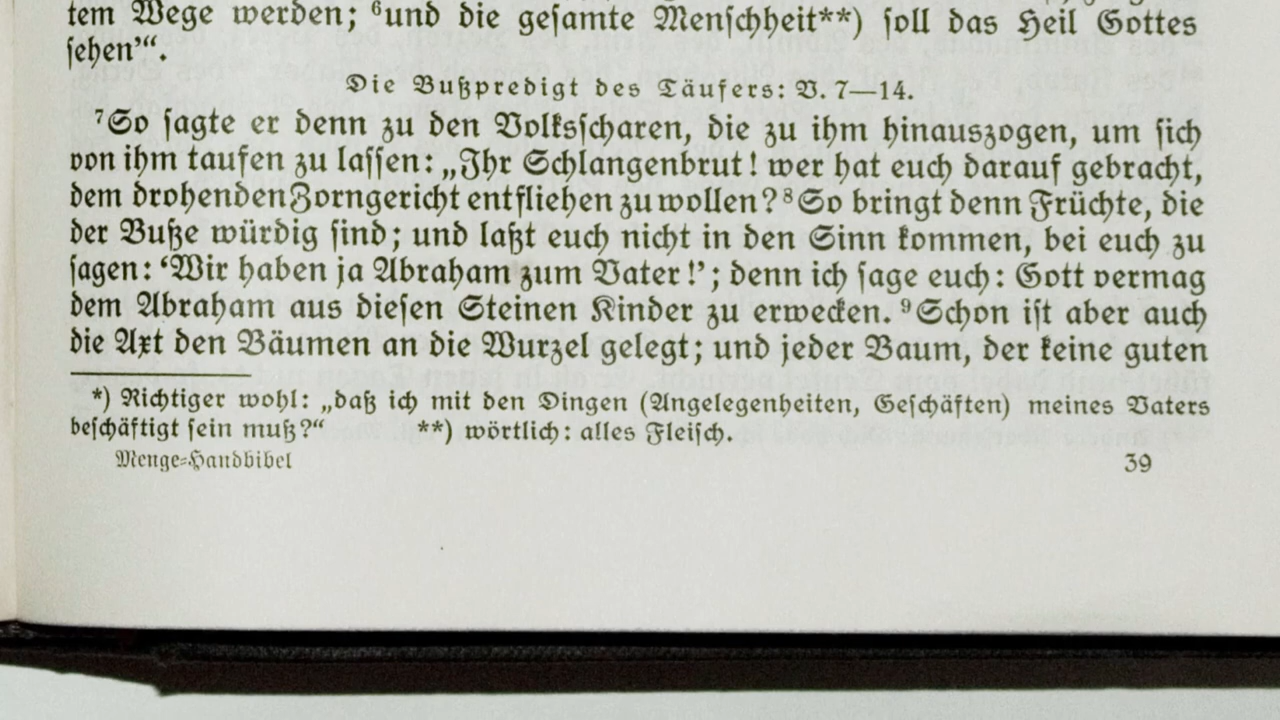 tem Wege werden; ⁶und die gesamte Menschheit**) soll das Heil Gottes
sehen’“.
Die Bußpredigt des Täufers: V. 7—14.
⁷So sagte er denn zu den Volksscharen, die zu ihm hinauszogen, um sich
von ihm taufen zu lassen: „Ihr Schlangenbrut! wer hat euch darauf gebracht,
dem drohenden Zorngericht entfliehen zu wollen? ⁸So bringt denn Früchte, die
der Buße würdig sind; und laßt euch nicht in den Sinn kommen, bei euch zu
sagen: ‘Wir haben ja Abraham zum Vater!’; denn ich sage euch: Gott vermag
dem Abraham aus diesen Steinen Kinder zu erwecken. ⁹Schon ist aber auch
die Axt den Bäumen an die Wurzel gelegt; und jeder Baum, der keine guten
*) Richtiger wohl: „daß ich mit den Dingen (Angelegenheiten, Geschäften) meines Vaters
beschäftigt sein muß?“ **) wörtlich: alles Fleisch.
Menge-Handbibel 39